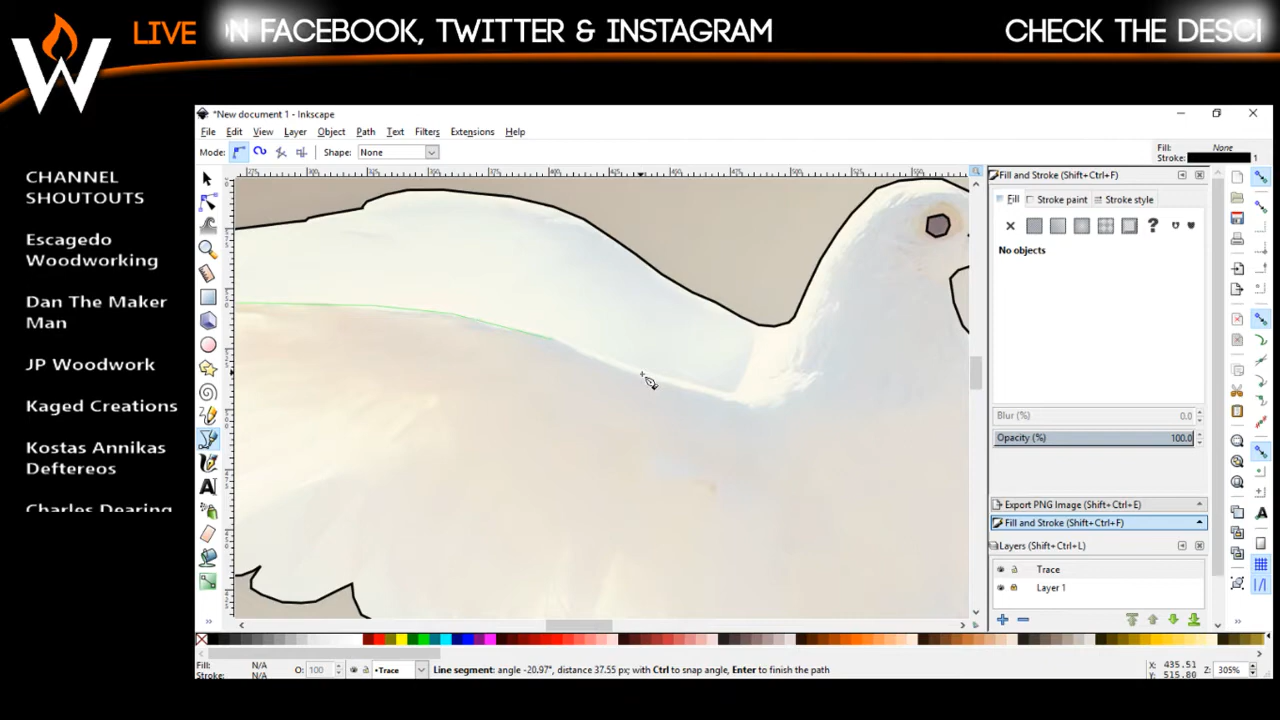 LIVE
N FACEBOOK, TWITTER & INSTAGRAM
CHECK THE DESCI
W
CHANNEL
SHOUTOUTS
Escagedo
Woodworking
Dan The Maker
Man
JP Woodwork
Kaged Creations
Kostas Annikas
Deftereos
Charles Dearing
*New document 1 - Inkscape
File Edit View Layer Object Path Text Filters Extensions Help
Mode: Shape: None
Fill: None
Stroke: 1
Fill and Stroke (Shift+Ctrl+F)
Fill Stroke paint Stroke style
No objects
Blur (%) 0.0
Opacity (%) 100.0
Export PNG Image (Shift+Ctrl+E)
Fill and Stroke (Shift+Ctrl+F)
Layers (Shift+Ctrl+L)
Trace
Layer 1
Fill: N/A
Stroke: N/A
O: 100
•Trace
Line segment: angle -20.97°, distance 37.55 px; with Ctrl to snap angle, Enter to finish the path
X: 435.51
Y: 515.80
Z: 305%